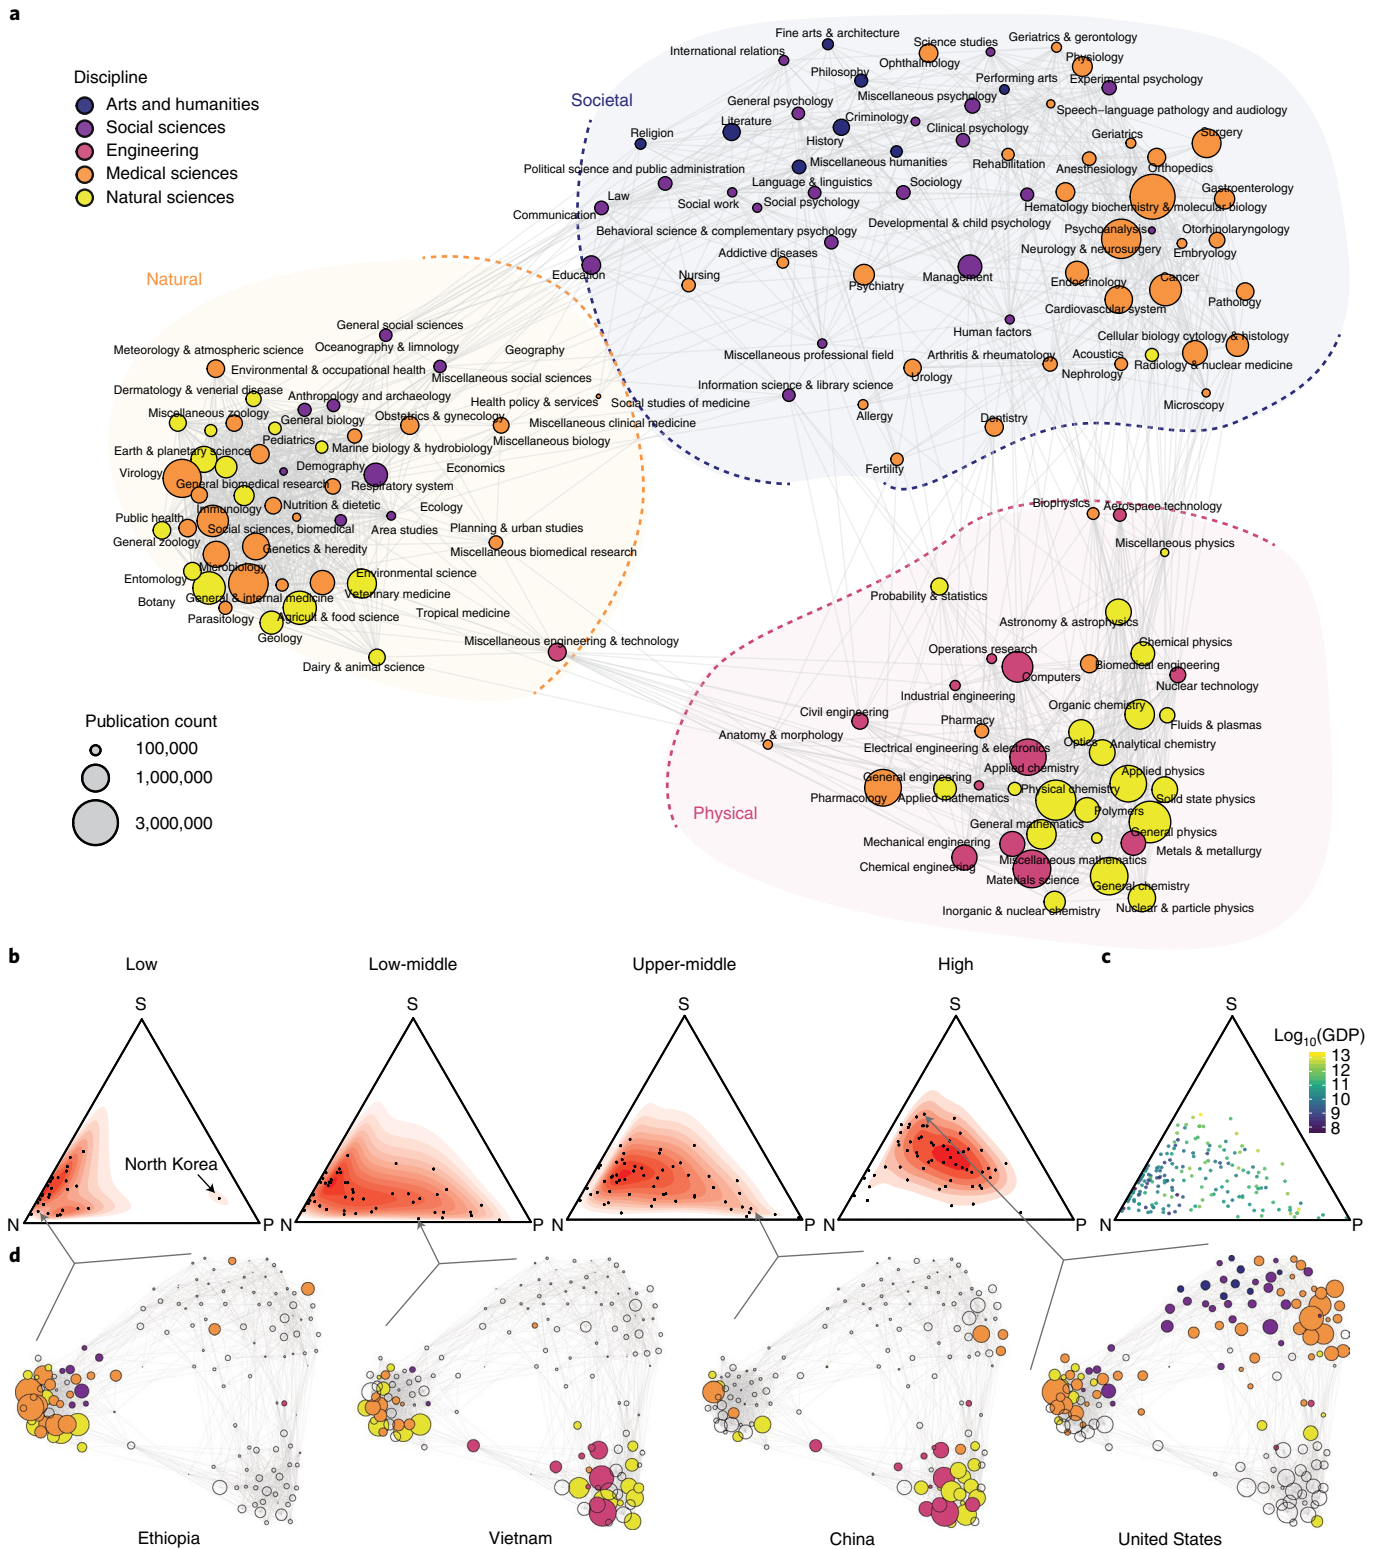 a
Fine arts & architecture
Science studies
Geriatrics & gerontology
International relations
Ophthalmology
Physiology
Discipline
Philosophy
Performing arts
Experimental psychology
Arts and humanities
Societal
General psychology
Miscellaneous psychology
Speech–language pathology and audiology
Social sciences
Literature
Criminology
Clinical psychology
Geriatrics
Surgery
Engineering
Religion
History
Medical sciences
Political science and public administration
Miscellaneous humanities
Rehabilitation
Anesthesiology
Orthopedics
Natural sciences
Law
Language & linguistics
Sociology
Gastroenterology
Communication
Social work
Social psychology
Hematology
biochemistry & molecular biology
Behavioral science & complementary psychology
Developmental & child psychology
Psychoanalysis
Otorhinolaryngology
Addictive diseases
Neurology & neurosurgery
Embryology
Natural
Education
Nursing
Psychiatry
Management
Endocrinology
Cancer
Cardiovascular system
Pathology
General social sciences
Human factors
Meteorology & atmospheric science
Oceanography & limnology
Geography
Miscellaneous professional field
Arthritis & rheumatology
Acoustics
Cellular biology cytology & histology
Environmental & occupational health
Miscellaneous social sciences
Urology
Nephrology
Radiology & nuclear medicine
Dermatology & venerial disease
Anthropology and archaeology
Health policy & services
Social studies of medicine
Information science & library science
Allergy
Microscopy
Miscellaneous zoology
General biology
Obstetrics & gynecology
Miscellaneous clinical medicine
Dentistry
Earth & planetary science
Pediatrics
Marine biology & hydrobiology
Miscellaneous biology
Virology
Demography
Economics
Fertility
General biomedical research
Respiratory system
Immunology
Nutrition & dietetic
Ecology
Biophysics
Aerospace technology
Public health
Social sciences, biomedical
Area studies
Planning & urban studies
General zoology
Genetics & heredity
Miscellaneous biomedical research
Miscellaneous physics
Microbiology
Entomology
Environmental science
Probability & statistics
Botany
General & internal medicine
Veterinary medicine
Parasitology
Agricult & food science
Tropical medicine
Astronomy & astrophysics
Geology
Miscellaneous engineering & technology
Chemical physics
Dairy & animal science
Operations research
Computers
Biomedical engineering
Nuclear technology
Industrial engineering
Publication count
Civil engineering
Pharmacy
Organic chemistry
Fluids & plasmas
100,000
Anatomy & morphology
Electrical engineering & electronics
Optics
Analytical chemistry
1,000,000
General engineering
Applied chemistry
Applied physics
Pharmacology
Applied mathematics
Physical chemistry
Solid state physics
3,000,000
Physical
Polymers
General mathematics
General physics
Mechanical engineering
Miscellaneous mathematics
Metals & metallurgy
Chemical engineering
Materials science
General chemistry
Inorganic & nuclear chemistry
Nuclear & particle physics
b
Low
Low-middle
Upper-middle
High
c
S
S
S
S
S
Log10(GDP)
13
12
11
10
9
8
North Korea
N
P
N
P
N
P
N
P
N
P
d
Ethiopia
Vietnam
China
United States